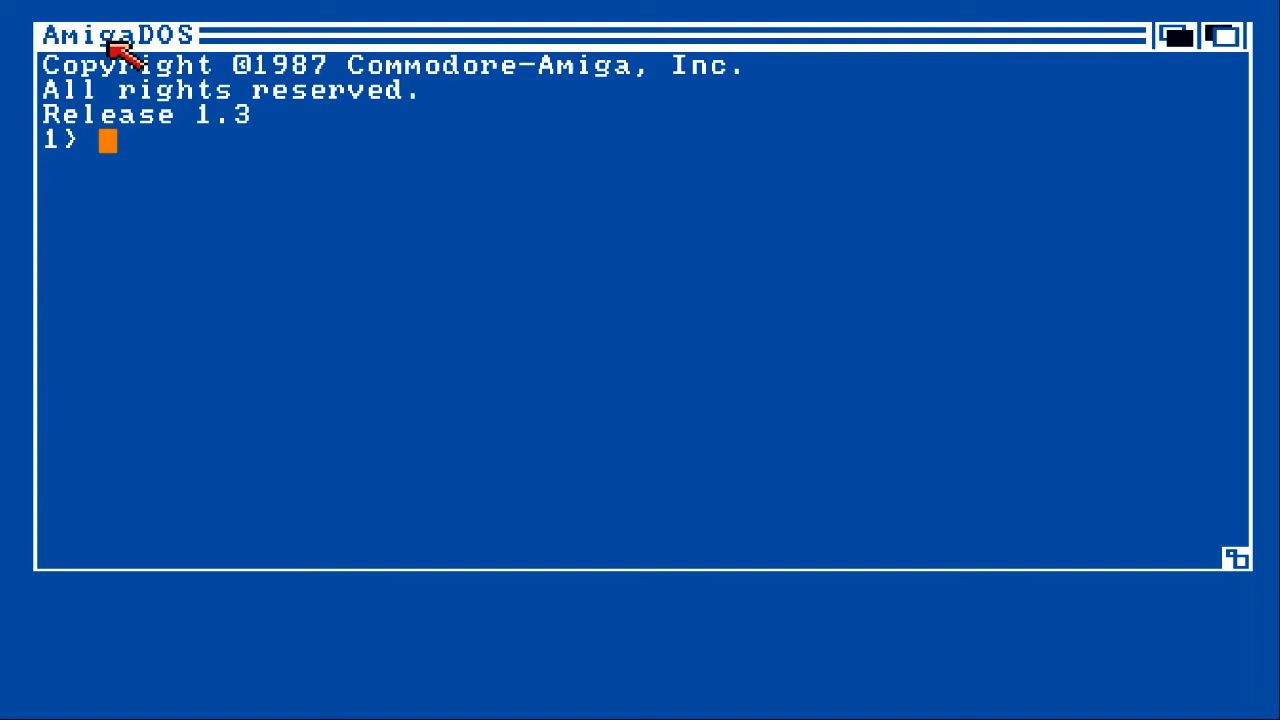 AmigaDOS
Copyright ©1987 Commodore-Amiga, Inc.
All rights reserved.
Release 1.3
1>